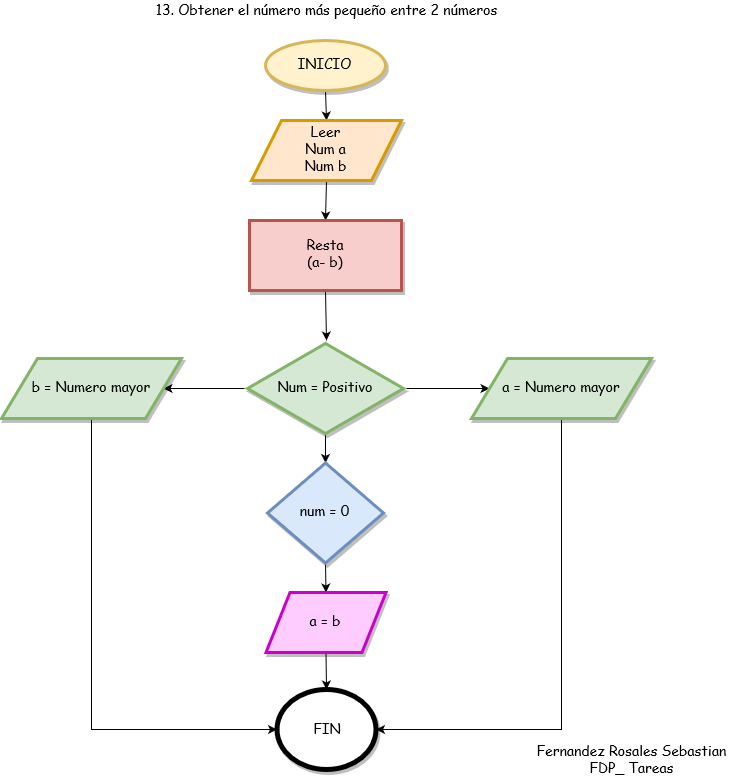 13. Obtener el número más pequeño entre 2 números
INICIO
Leer
Num a
Num b
Resta
(a- b)
b = Numero mayor
Num = Positivo
a = Numero mayor
num = 0
a = b
FIN
Fernandez Rosales Sebastian
FDP_ Tareas